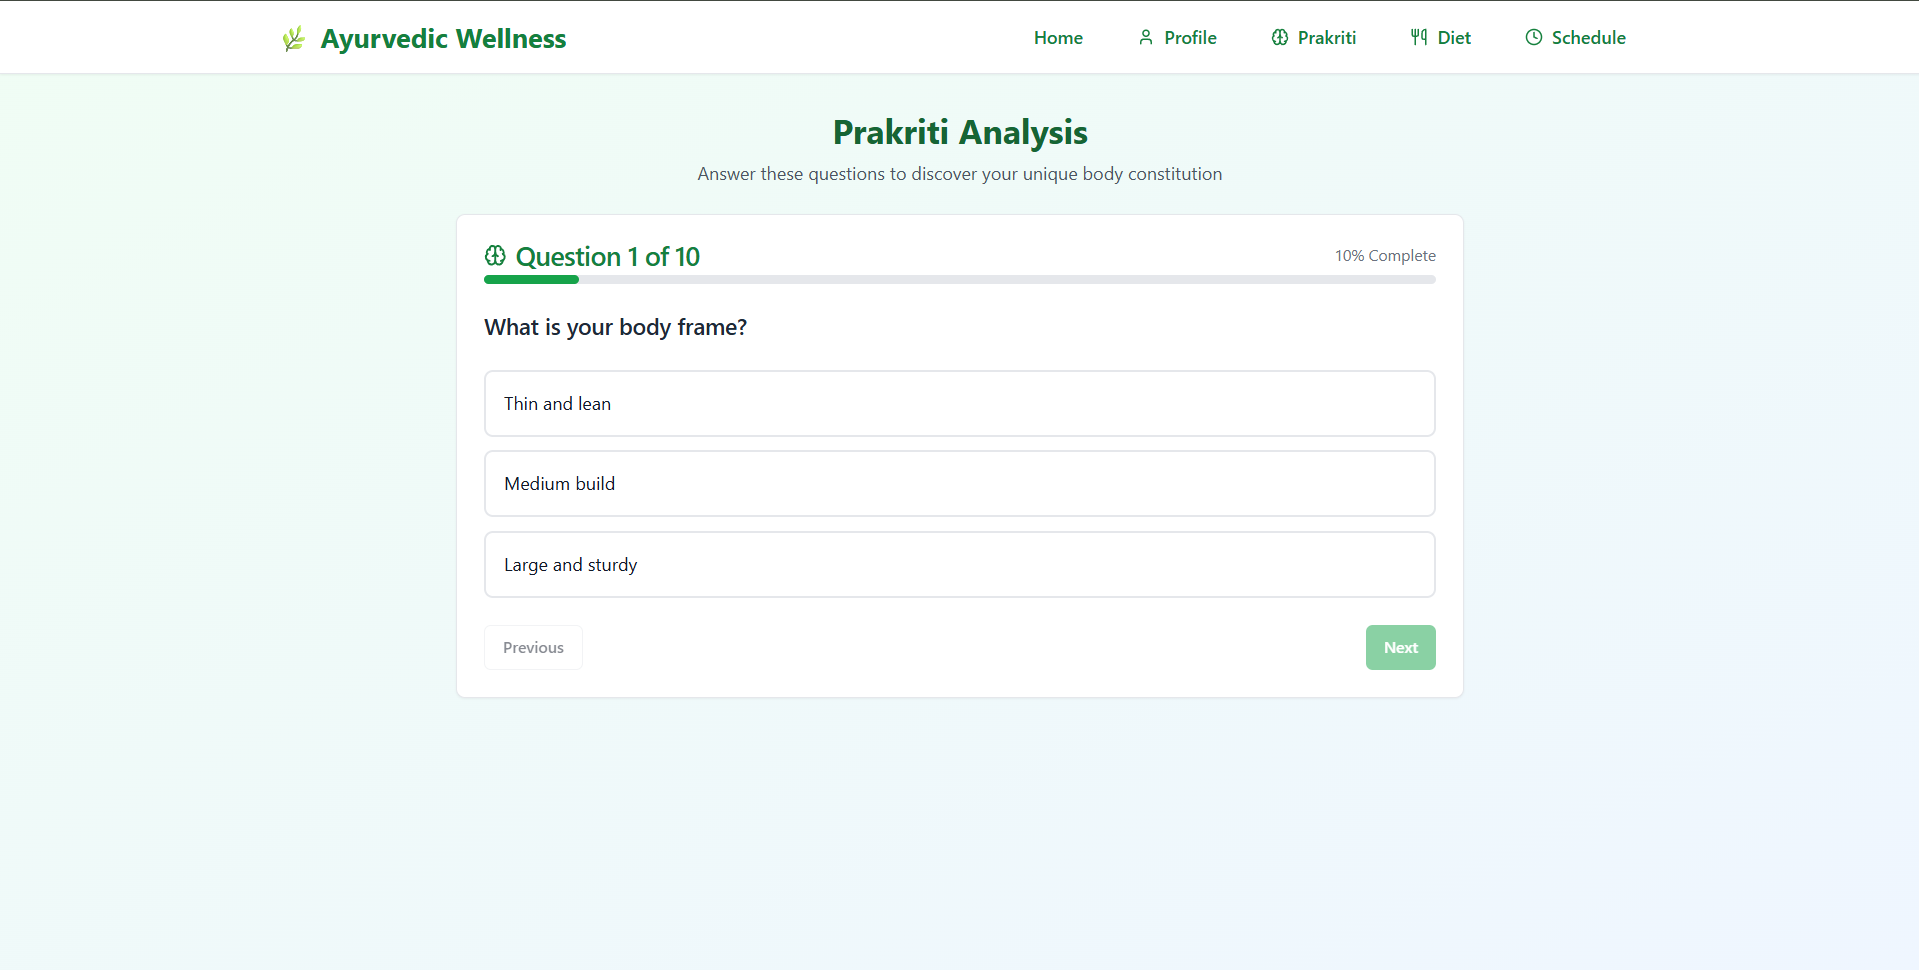 Ayurvedic Wellness
Home
Profile
Prakriti
Diet
Schedule
Prakriti Analysis
Answer these questions to discover your unique body constitution
Question 1 of 10
10% Complete
What is your body frame?
Thin and lean
Medium build
Large and sturdy
Previous
Next